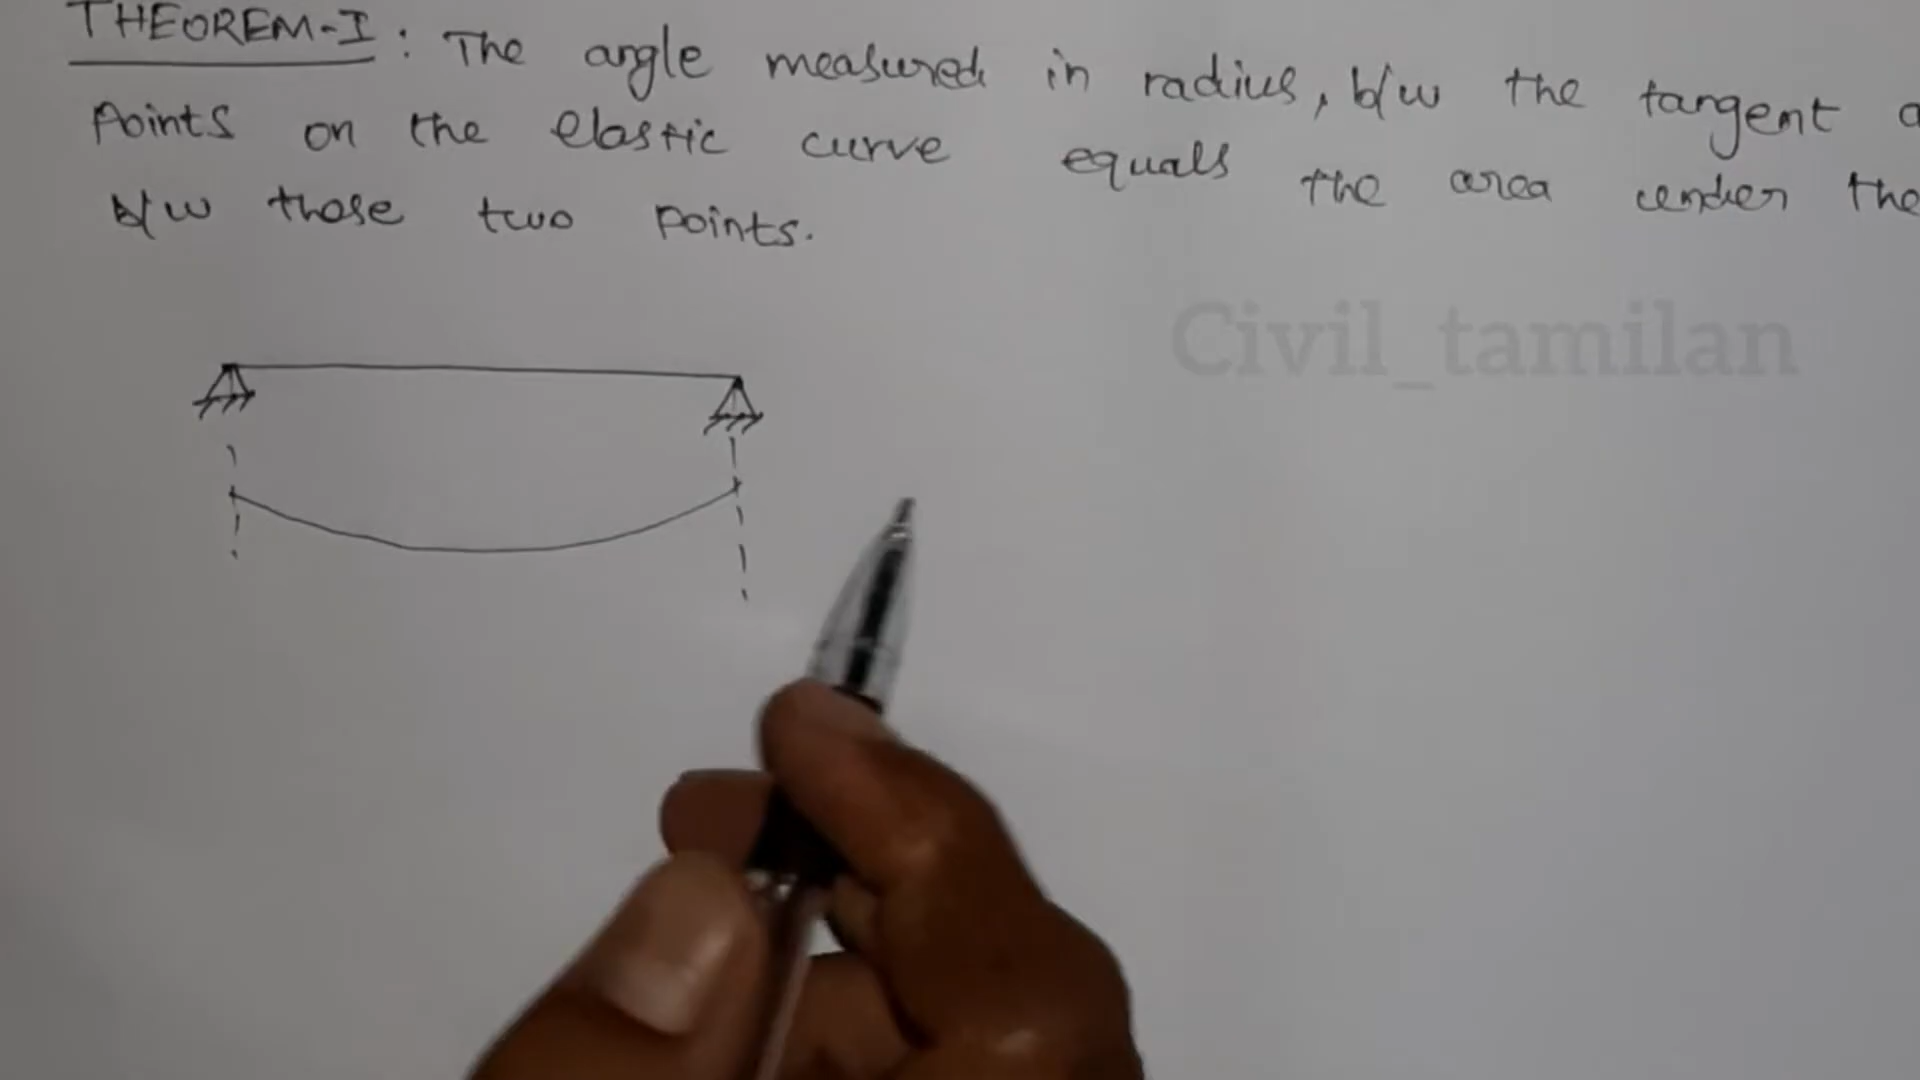 THEOREM-I : The angle measured in radius, b/w the tangent a
Points on the elastic curve equals the area under the
b/w those two points.
Civil_tamilan